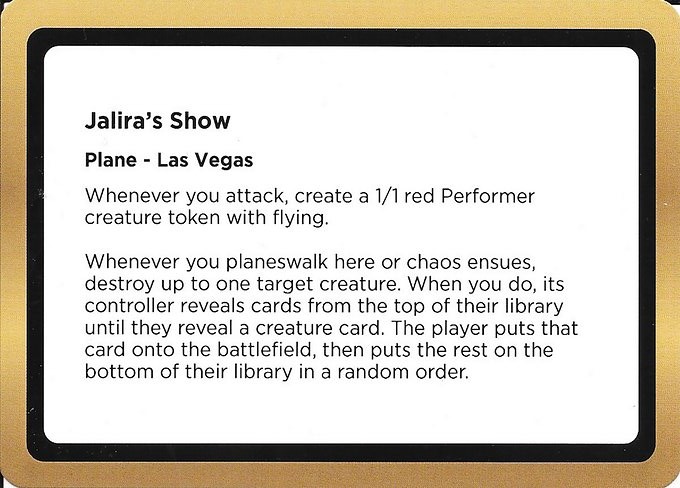 Jalira's Show
Plane - Las Vegas
Whenever you attack, create a 1/1 red Performer
creature token with flying.
Whenever you planeswalk here or chaos ensues,
destroy up to one target creature. When you do, its
controller reveals cards from the top of their library
until they reveal a creature card. The player puts that
card onto the battlefield, then puts the rest on the
bottom of their library in a random order.